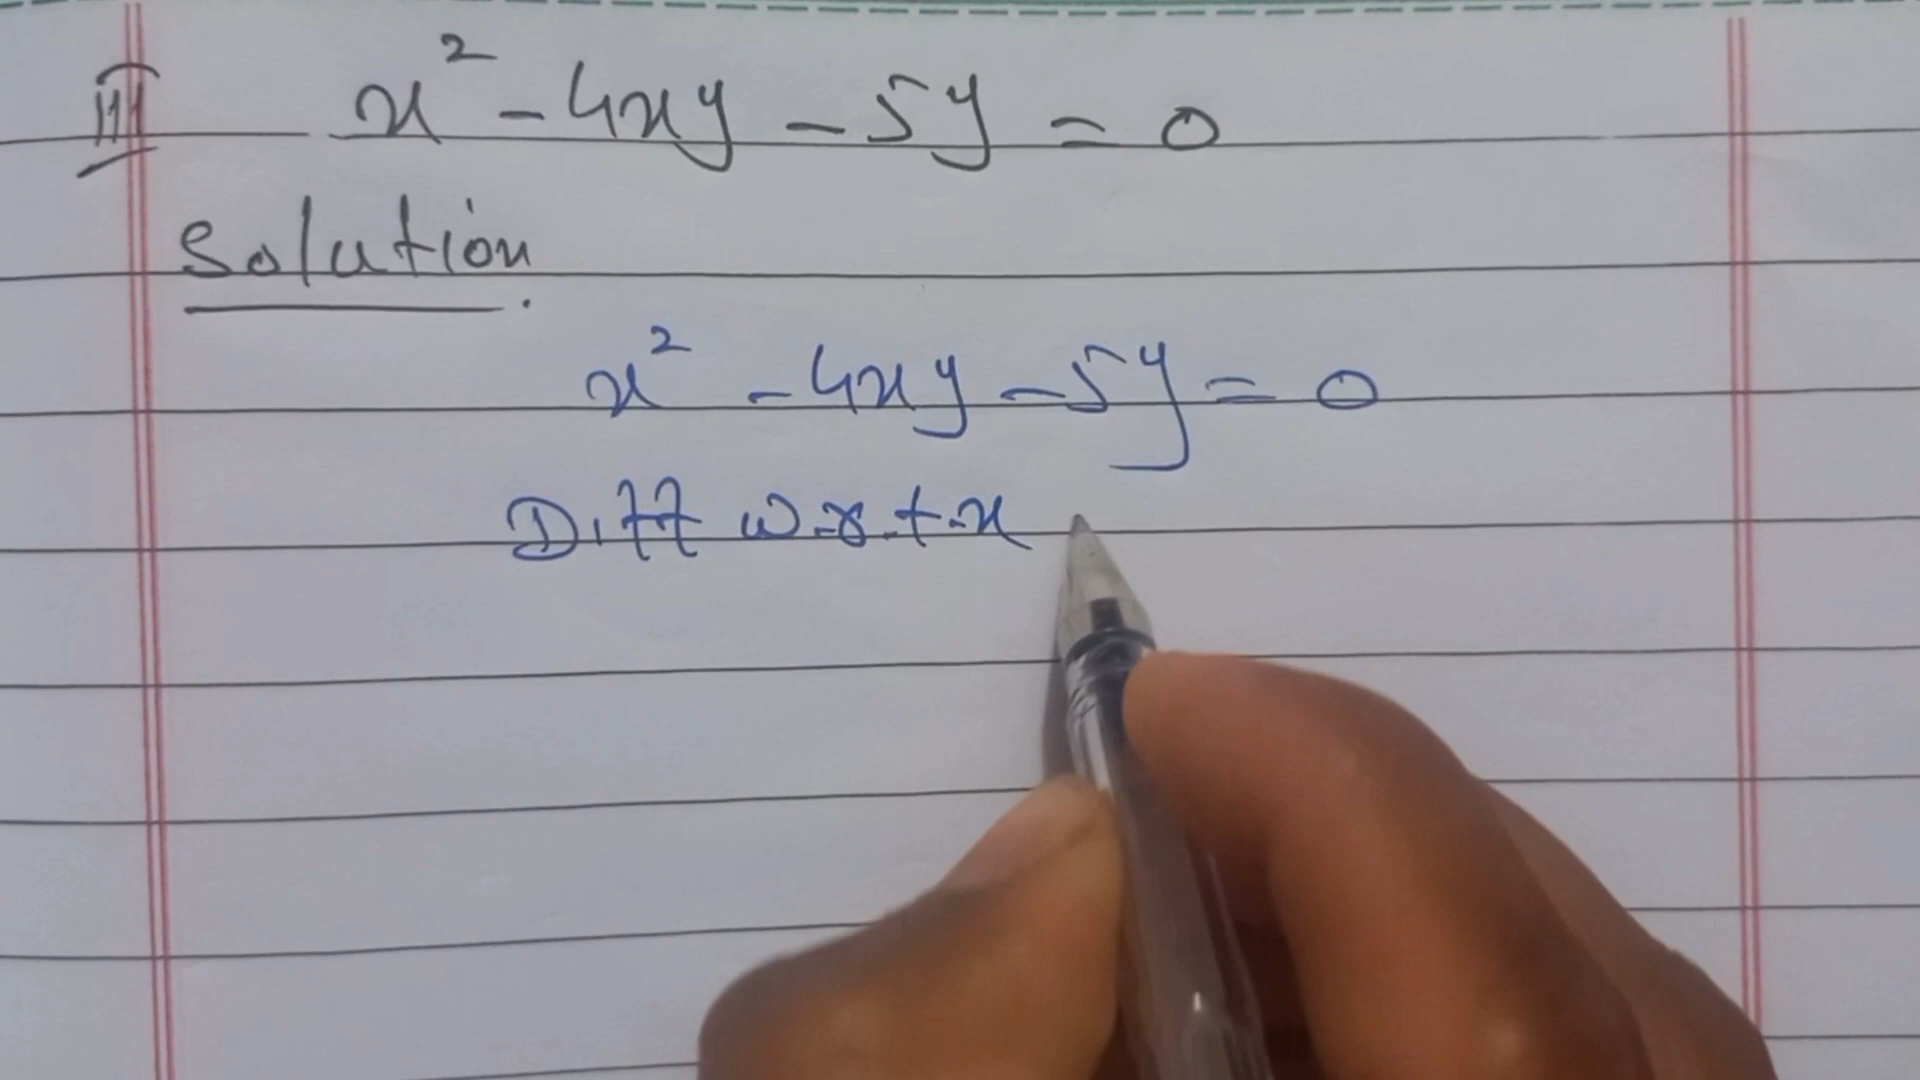 iii x² - 4xy - 5y = 0
Solution.
x² - 4xy - 5y = 0
Diff w.r.t.x